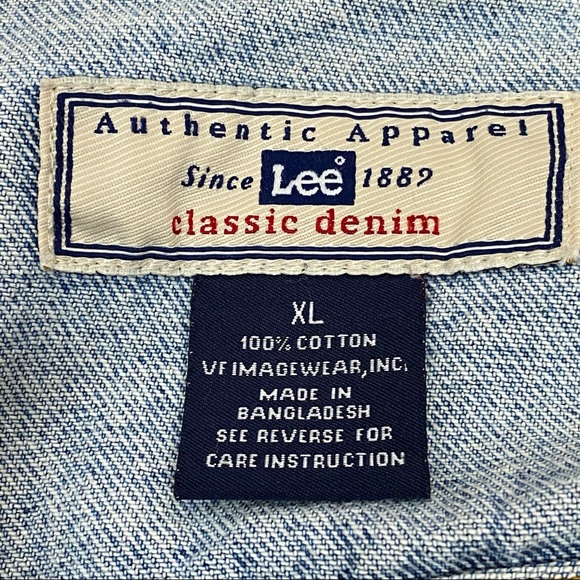 Authentic Apparel
Since Lee® 1889
classic denim
XL
100% COTTON
VF IMAGEWEAR, INC.
MADE IN
BANGLADESH
SEE REVERSE FOR
CARE INSTRUCTION